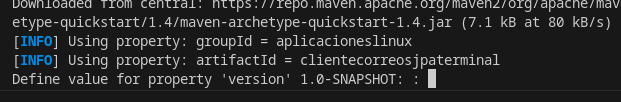 Downloaded from central: https://repo.maven.apache.org/maven2/org/apache/mav
etype-quickstart/1.4/maven-archetype-quickstart-1.4.jar (7.1 kB at 80 kB/s)
[INFO] Using property: groupId = aplicacioneslinux
[INFO] Using property: artifactId = clientecorreosjpaterminal
Define value for property 'version' 1.0-SNAPSHOT: :